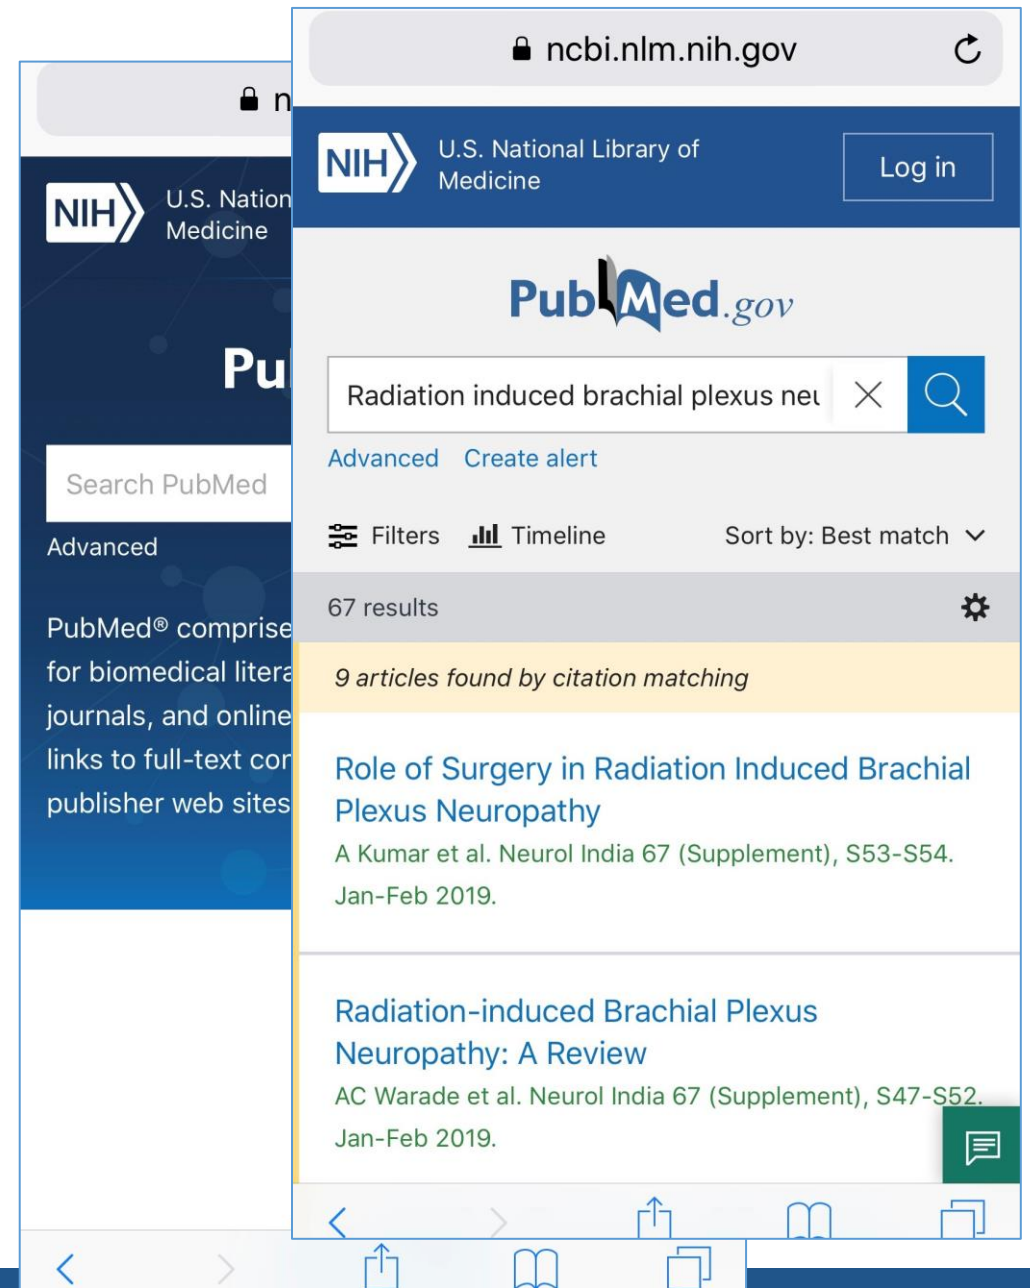 n
NIH
U.S. Nation
Medicine
Pu
Search PubMed
Advanced
PubMed® comprise
for biomedical litera
journals, and online
links to full-text cor
publisher web sites
ncbi.nlm.nih.gov
NIH
U.S. National Library of
Medicine
Log in
PubMed.gov
Radiation induced brachial plexus neu
Advanced Create alert
Filters Timeline Sort by: Best match
67 results
9 articles found by citation matching
Role of Surgery in Radiation Induced Brachial
Plexus Neuropathy
A Kumar et al. Neurol India 67 (Supplement), S53-S54.
Jan-Feb 2019.
Radiation-induced Brachial Plexus
Neuropathy: A Review
AC Warade et al. Neurol India 67 (Supplement), S47-S52.
Jan-Feb 2019.